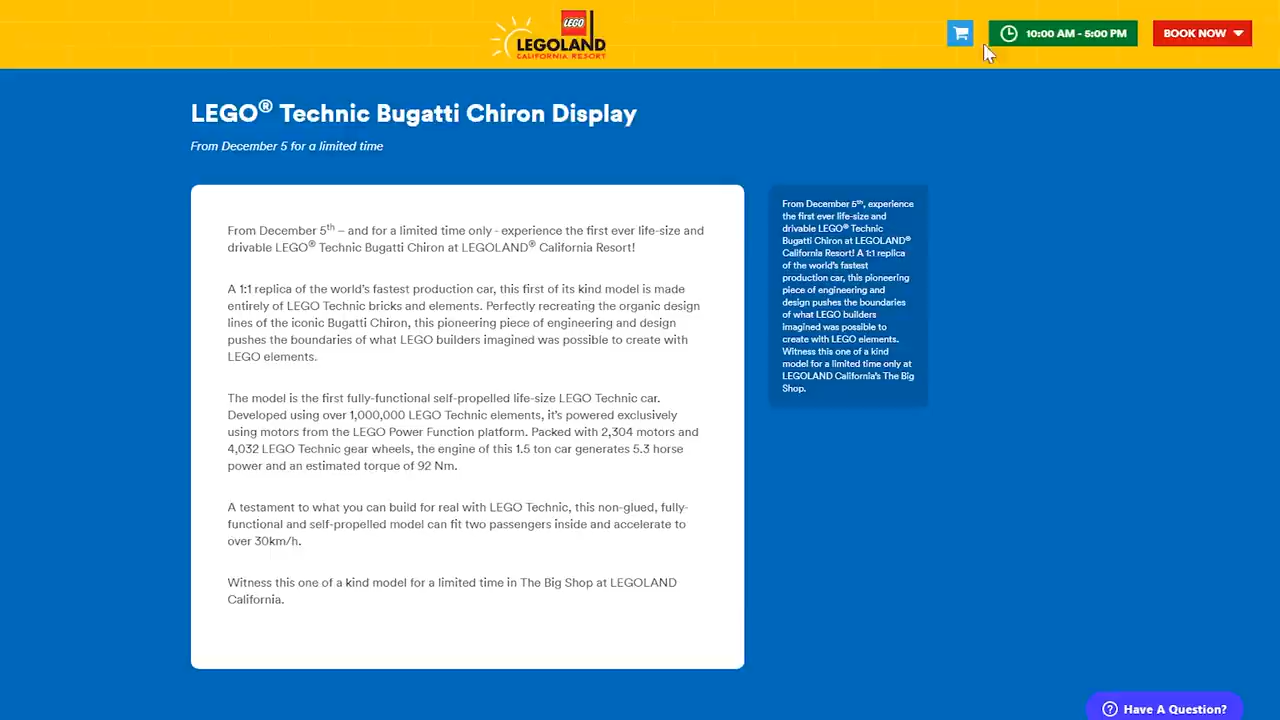 LEGO
LEGOLAND
CALIFORNIA RESORT
10:00 AM - 5:00 PM
BOOK NOW
LEGO® Technic Bugatti Chiron Display
From December 5 for a limited time
From December 5th – and for a limited time only - experience the first ever life-size and
drivable LEGO® Technic Bugatti Chiron at LEGOLAND® California Resort!
A 1:1 replica of the world's fastest production car, this first of its kind model is made
entirely of LEGO Technic bricks and elements. Perfectly recreating the organic design
lines of the iconic Bugatti Chiron, this pioneering piece of engineering and design
pushes the boundaries of what LEGO builders imagined was possible to create with
LEGO elements.
The model is the first fully-functional self-propelled life-size LEGO Technic car.
Developed using over 1,000,000 LEGO Technic elements, it's powered exclusively
using motors from the LEGO Power Function platform. Packed with 2,304 motors and
4,032 LEGO Technic gear wheels, the engine of this 1.5 ton car generates 5.3 horse
power and an estimated torque of 92 Nm.
A testament to what you can build for real with LEGO Technic, this non-glued, fully-
functional and self-propelled model can fit two passengers inside and accelerate to
over 30km/h.
Witness this one of a kind model for a limited time in The Big Shop at LEGOLAND
California.
From December 5th, experience
the first ever life-size and
drivable LEGO® Technic
Bugatti Chiron at LEGOLAND®
California Resort! A 1:1 replica
of the world's fastest
production car, this pioneering
piece of engineering and
design pushes the boundaries
of what LEGO builders
imagined was possible to
create with LEGO elements.
Witness this one of a kind
model for a limited time only at
LEGOLAND California's The Big
Shop.
Have A Question?